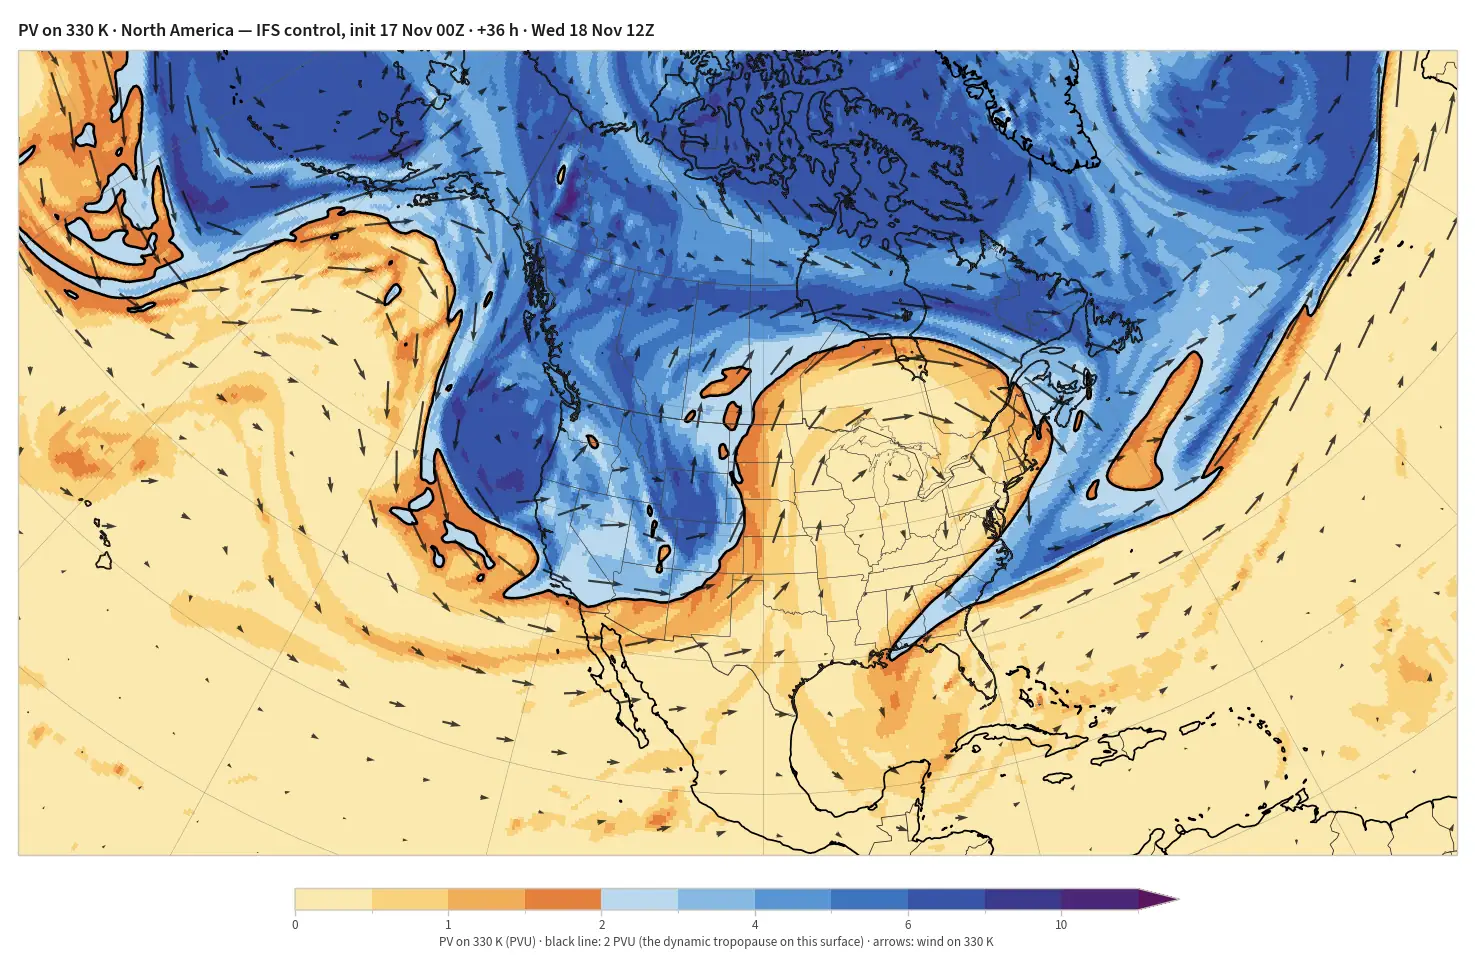 PV on 330 K · North America — IFS control, init 17 Nov 00Z · +36 h · Wed 18 Nov 12Z
0 1 2 4 6 10
PV on 330 K (PVU) · black line: 2 PVU (the dynamic tropopause on this surface) · arrows: wind on 330 K